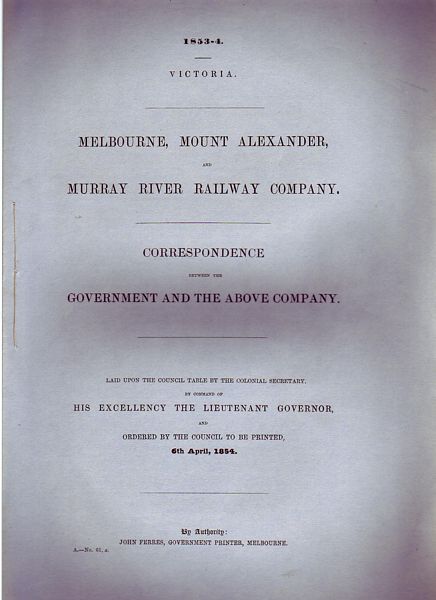 1853-4.
VICTORIA.
MELBOURNE, MOUNT ALEXANDER,
AND
MURRAY RIVER RAILWAY COMPANY.
CORRESPONDENCE
BETWEEN THE
GOVERNMENT AND THE ABOVE COMPANY.
LAID UPON THE COUNCIL TABLE BY THE COLONIAL SECRETARY,
BY COMMAND OF
HIS EXCELLENCY THE LIEUTENANT GOVERNOR,
AND
ORDERED BY THE COUNCIL TO BE PRINTED,
6th April, 1854.
By Authority:
JOHN FERRES, GOVERNMENT PRINTER, MELBOURNE.
A.—No. 61, a.